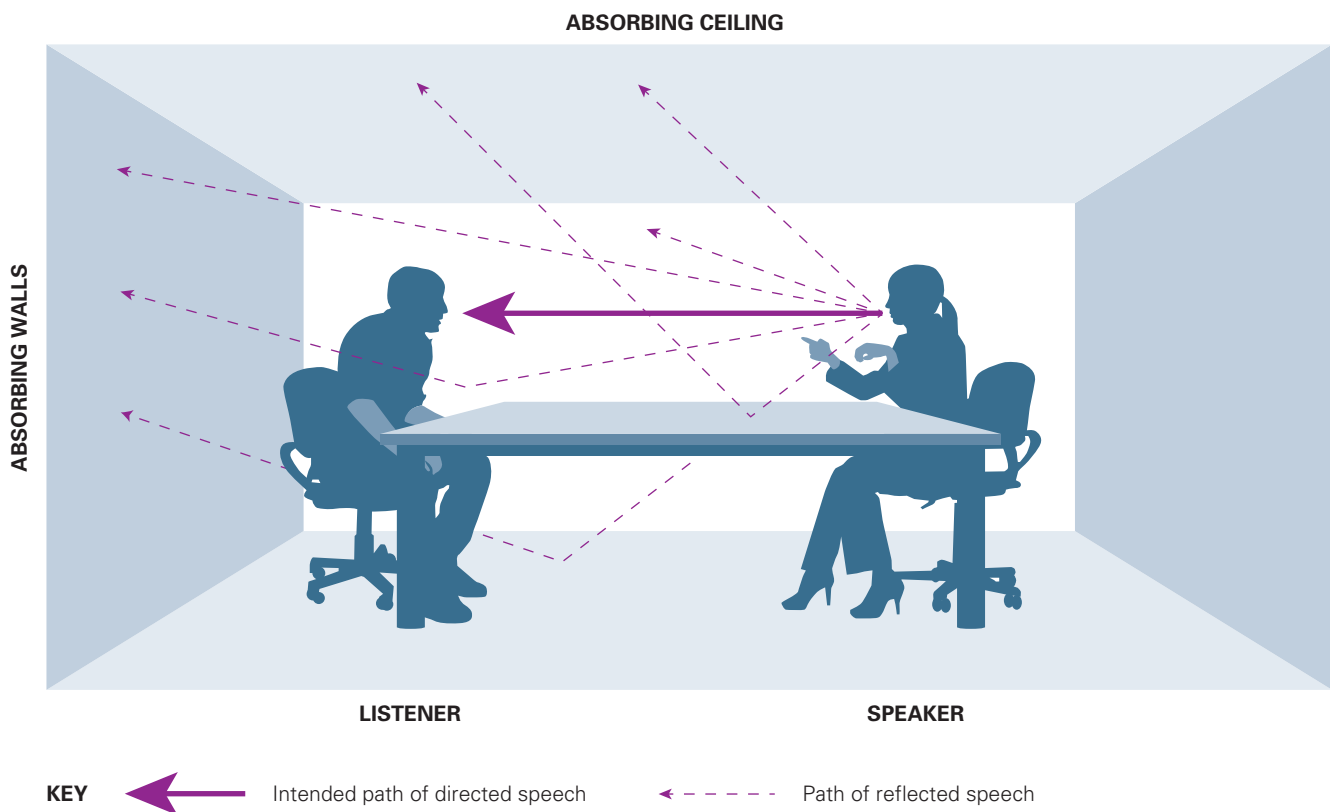 ABSORBING CEILING
ABSORBING WALLS
LISTENER
SPEAKER
KEY
Intended path of directed speech
Path of reflected speech